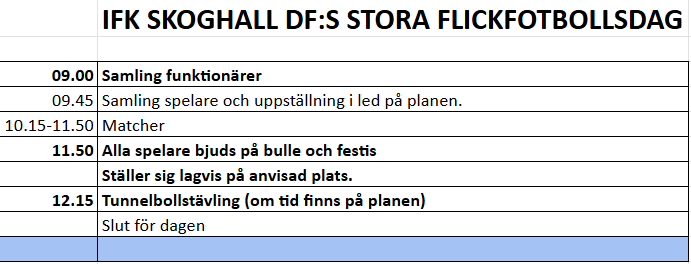 IFK SKOGHALL DF:S STORA FLICKFOTBOLLSDAG
09.00 Samling funktionärer
09.45 Samling spelare och uppställning i led på planen.
10.15-11.50 Matcher
11.50 Alla spelare bjuds på bulle och festis
Ställer sig lagvis på anvisad plats.
12.15 Tunnelbollstävling (om tid finns på planen)
Slut för dagen